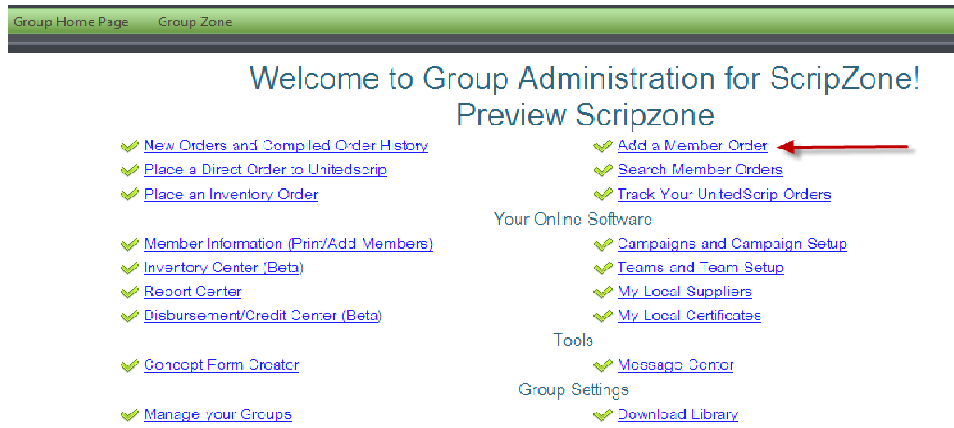 Group Home Page Group Zone
Welcome to Group Administration for ScripZone!
Preview Scripzone
New Orders and Compiled Order History Add a Member Order
Place a Direct Order to Unitedscrip Search Member Orders
Place an Inventory Order Track Your UnitedScrip Orders
Your Online Software
Member Information (Print/Add Members) Campaigns and Campaign Setup
Inventory Center (Beta) Teams and Team Setup
Report Center My Local Suppliers
Disbursement/Credit Center (Beta) My Local Certificates
Tools
Concept Form Creator Message Center
Group Settings
Manage your Groups Download Library